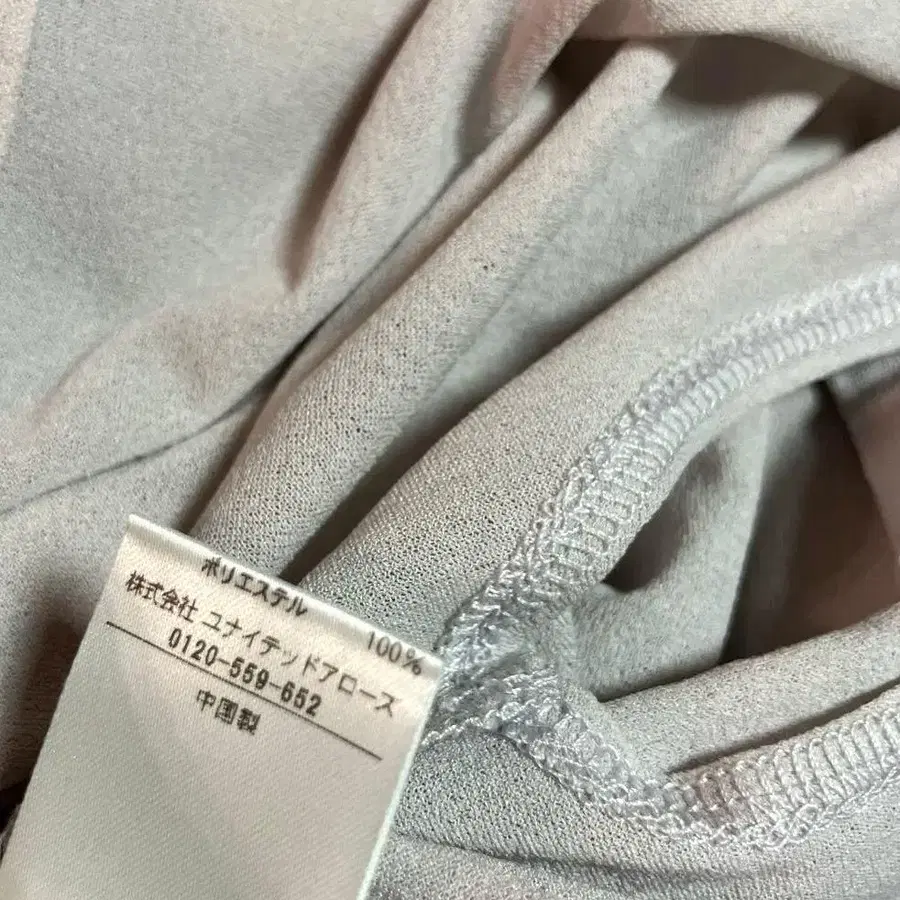 ポリエステル 100%
株式会社 ユナイテッドアローズ
0120-559-652
中国製